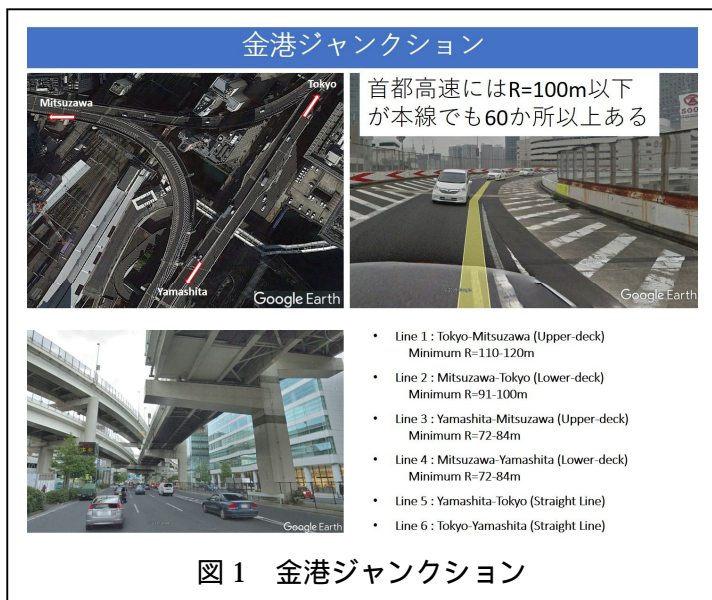 金港ジャンクション
Mitsuzawa
Tokyo
Yamashita
Google Earth
首都高速にはR=100m以下
が本線でも60か所以上ある
Google Earth
Google Earth
• Line 1 : Tokyo-Mitsuzawa (Upper-deck)
Minimum R=110-120m
• Line 2 : Mitsuzawa-Tokyo (Lower-deck)
Minimum R=91-100m
• Line 3 : Yamashita-Mitsuzawa (Upper-deck)
Minimum R=72-84m
• Line 4 : Mitsuzawa-Yamashita (Lower-deck)
Minimum R=72-84m
• Line 5 : Yamashita-Tokyo (Straight Line)
• Line 6 : Tokyo-Yamashita (Straight Line)
図 1 金港ジャンクション